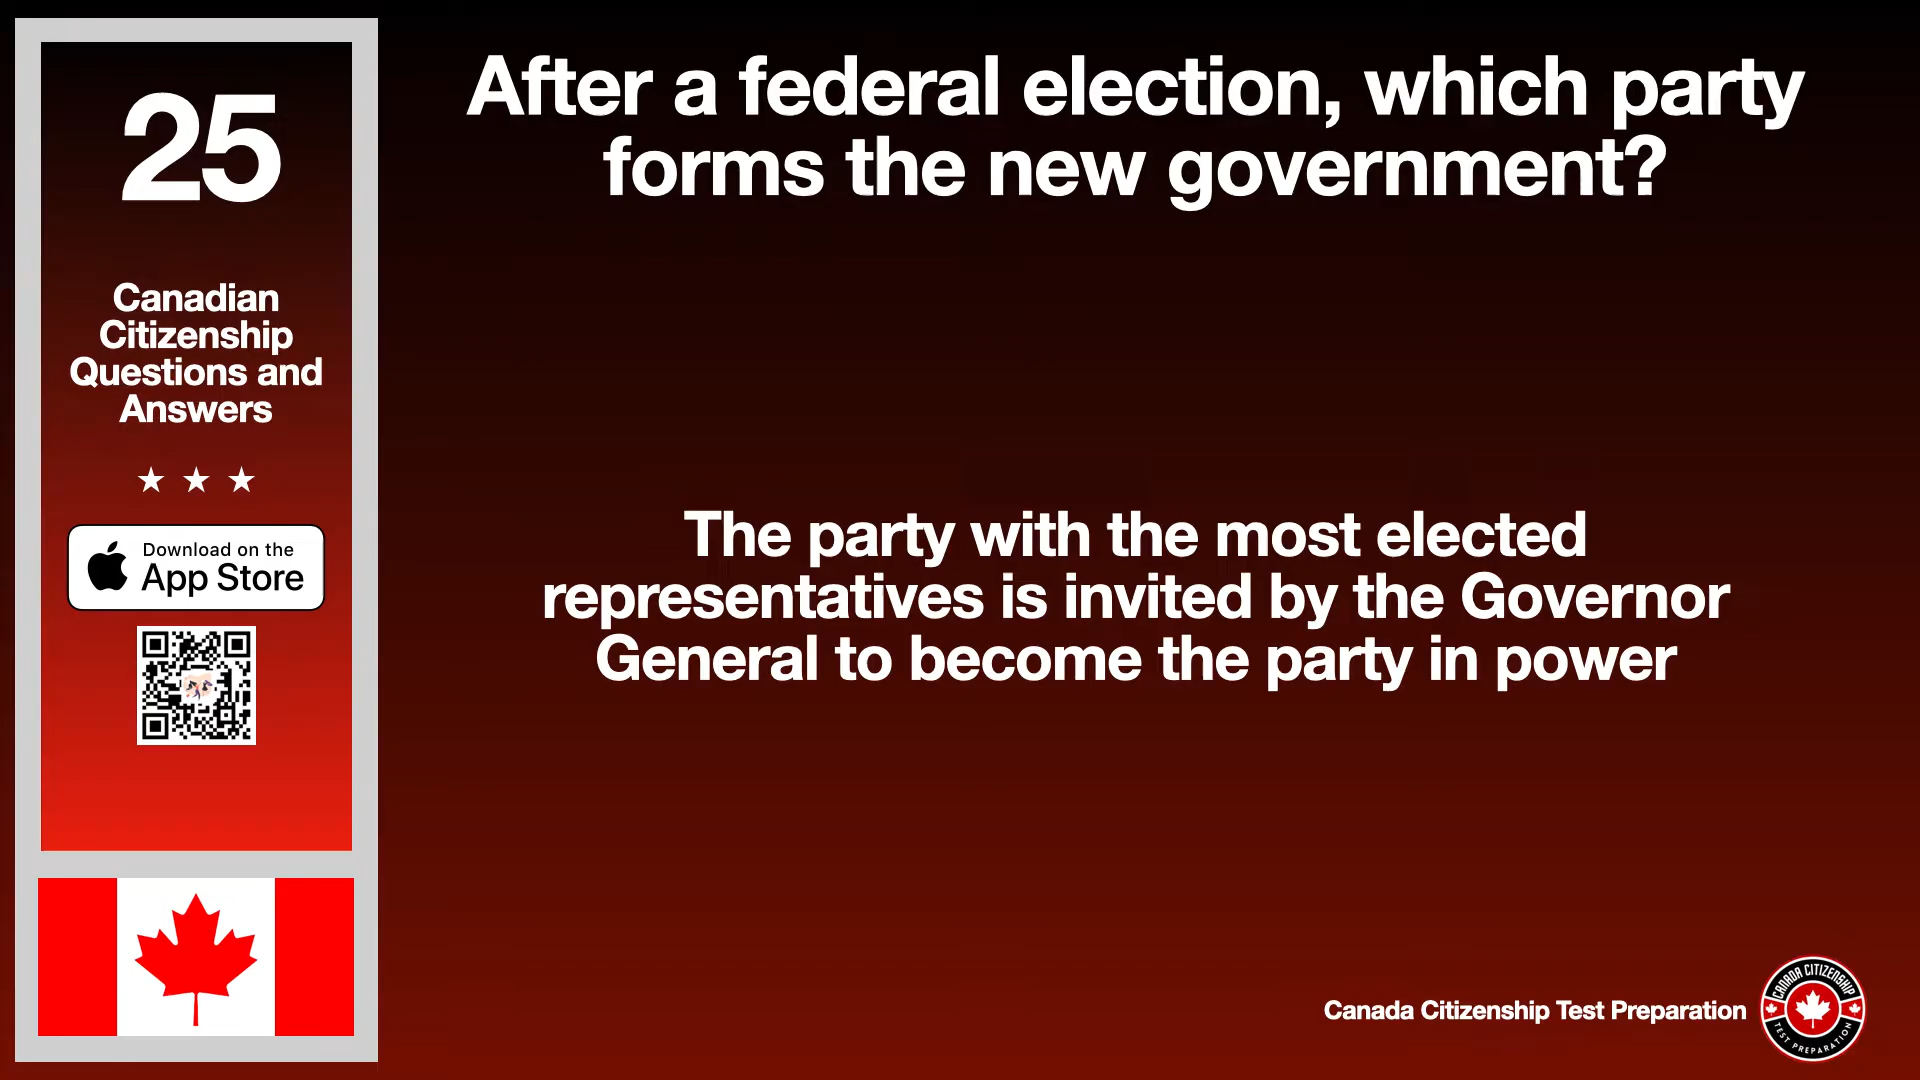 25
Canadian
Citizenship
Questions and
Answers
Download on the
App Store
After a federal election, which party
forms the new government?
The party with the most elected
representatives is invited by the Governor
General to become the party in power
Canada Citizenship Test Preparation
CANADA CITIZENSHIP
TEST PREPARATION